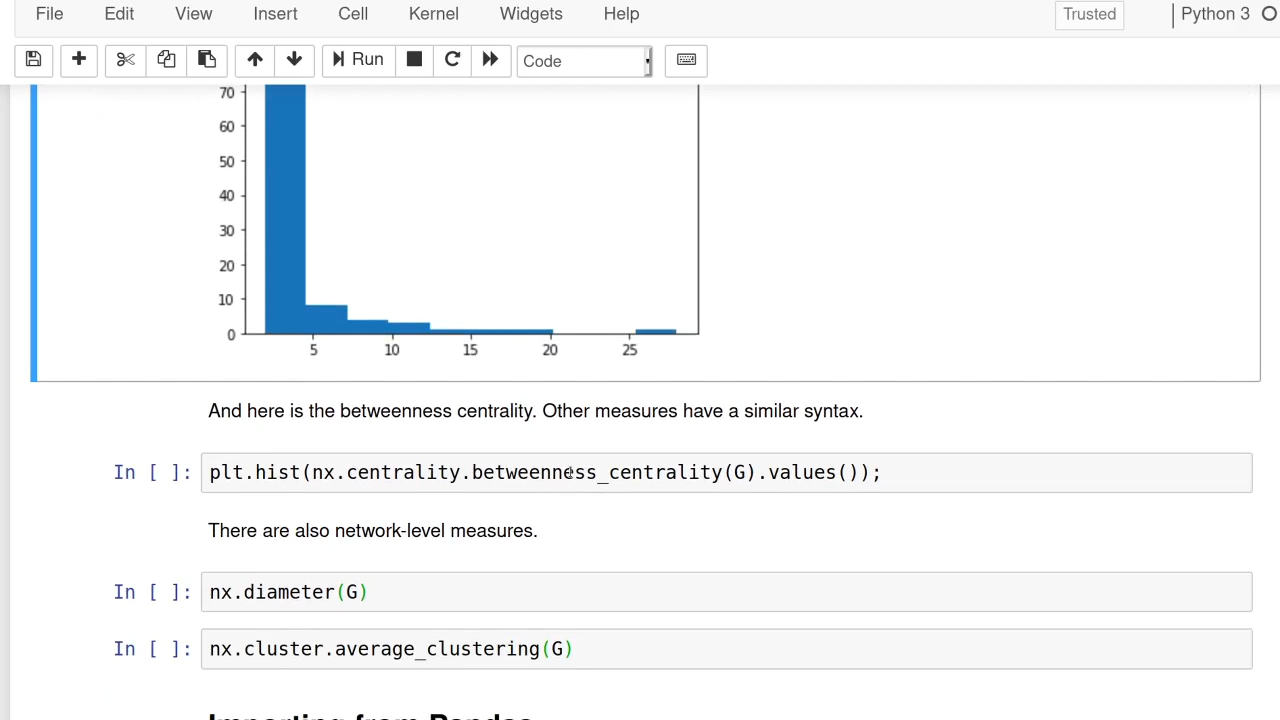 File Edit View Insert Cell Kernel Widgets Help Trusted Python 3
Run Code
70
60
50
40
30
20
10
0
5 10 15 20 25
And here is the betweenness centrality. Other measures have a similar syntax.
In [ ]: plt.hist(nx.centrality.betweenness_centrality(G).values());
There are also network-level measures.
In [ ]: nx.diameter(G)
In [ ]: nx.cluster.average_clustering(G)
Importing from Pandas